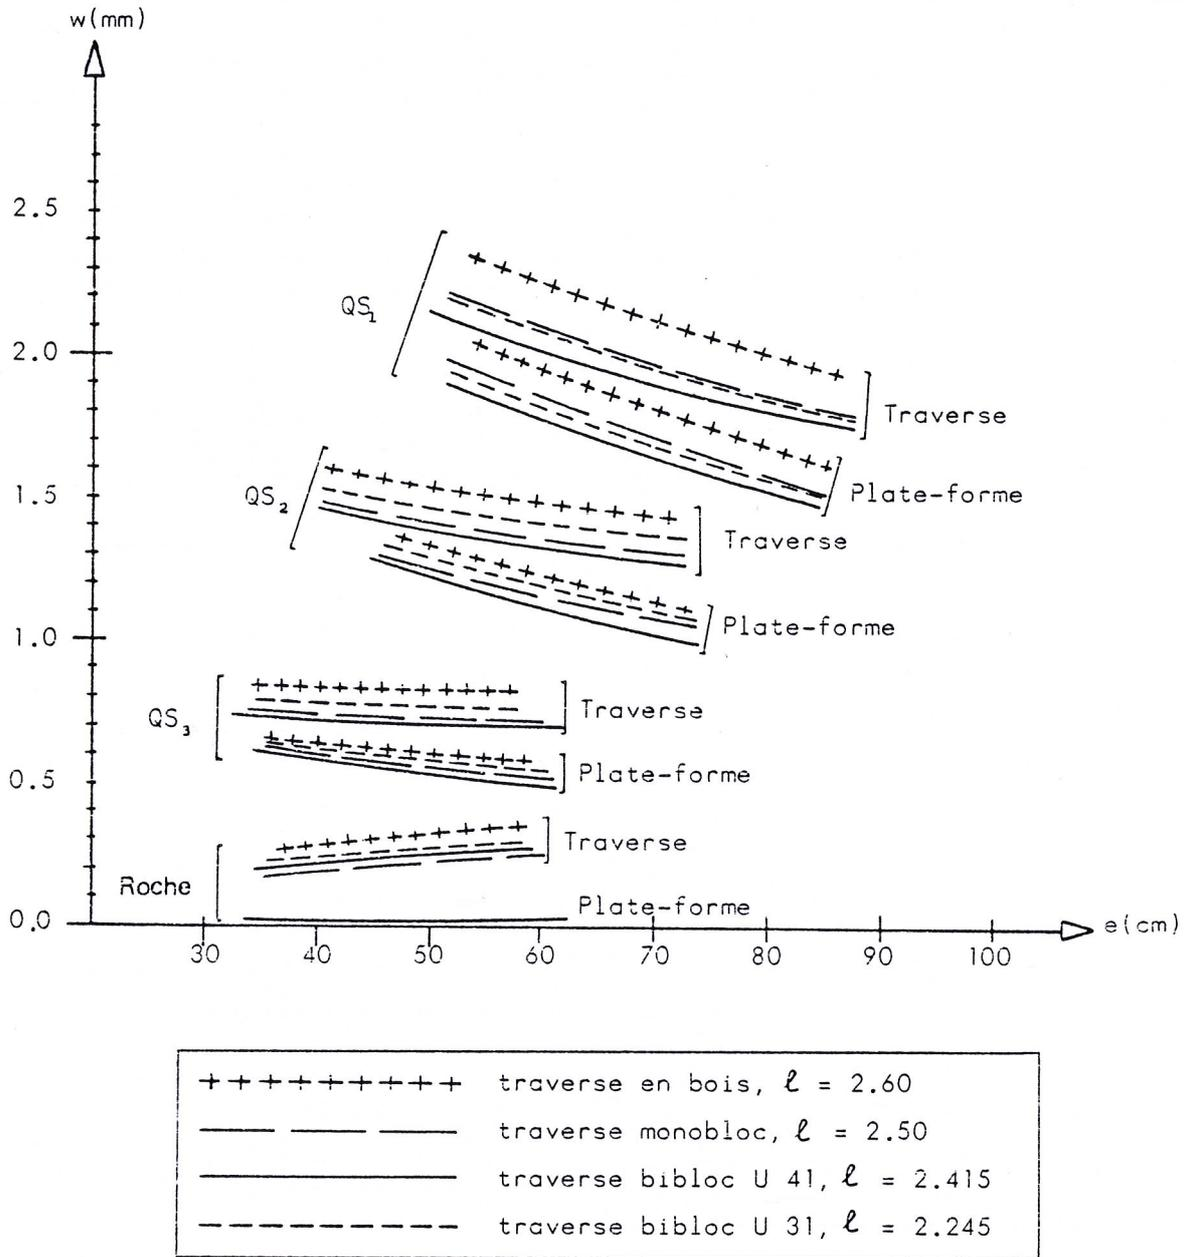 w(mm)
2.5
QS₁
2.0
Traverse
1.5
QS₂
Plate-forme
Traverse
1.0
Plate-forme
QS₃
Traverse
0.5
Plate-forme
Traverse
Roche
Plate-forme
0.0
e(cm)
30 40 50 60 70 80 90 100
traverse en bois, ℓ = 2.60
traverse monobloc, ℓ = 2.50
traverse bibloc U 41, ℓ = 2.415
traverse bibloc U 31, ℓ = 2.245